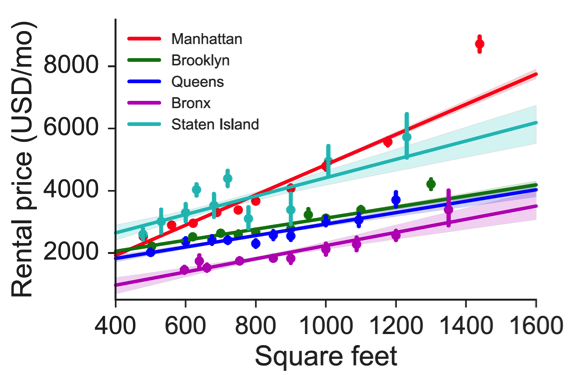 Rental price (USD/mo)
8000
6000
4000
2000
Manhattan
Brooklyn
Queens
Bronx
Staten Island
400 600 800 1000 1200 1400 1600
Square feet